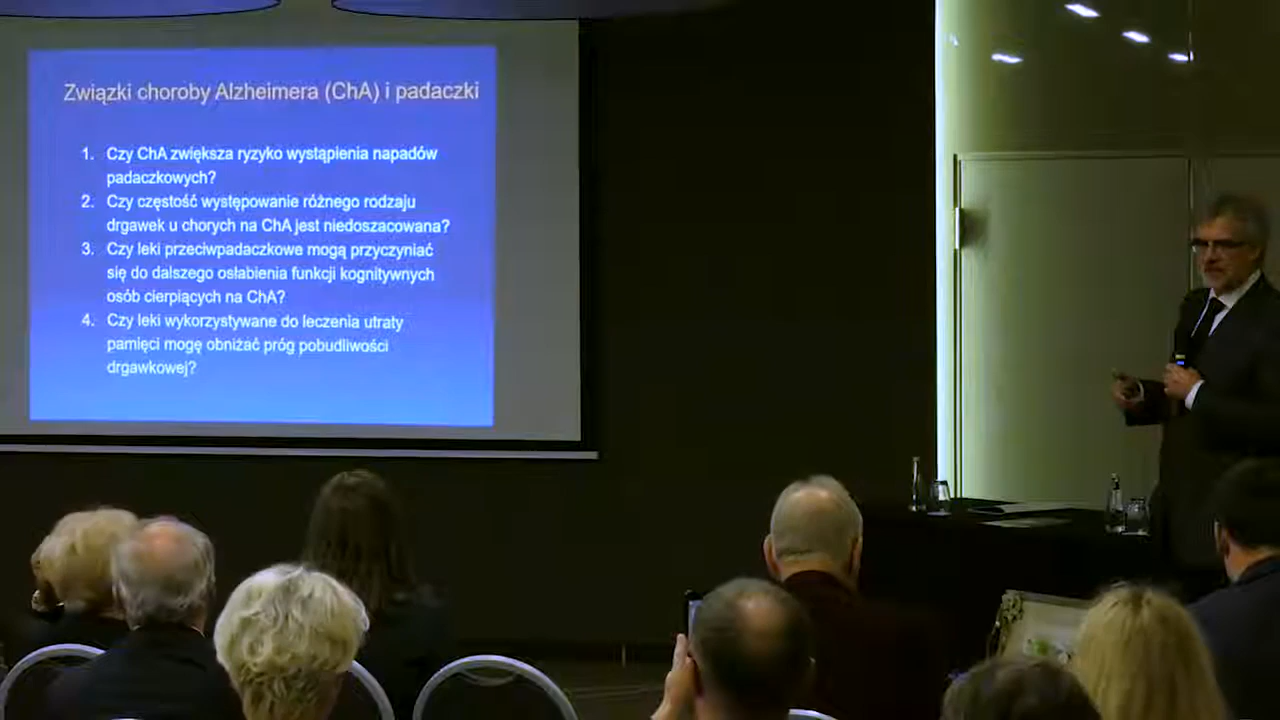 Związki choroby Alzheimera (ChA) i padaczki
1. Czy ChA zwiększa ryzyko wystąpienia napadów
padaczkowych?
2. Czy częstość występowanie różnego rodzaju
drgawek u chorych na ChA jest niedoszacowana?
3. Czy leki przeciwpadaczkowe mogą przyczyniać
się do dalszego osłabienia funkcji kognitywnych
osób cierpiących na ChA?
4. Czy leki wykorzystywane do leczenia utraty
pamięci mogę obniżać próg pobudliwości
drgawkowej?